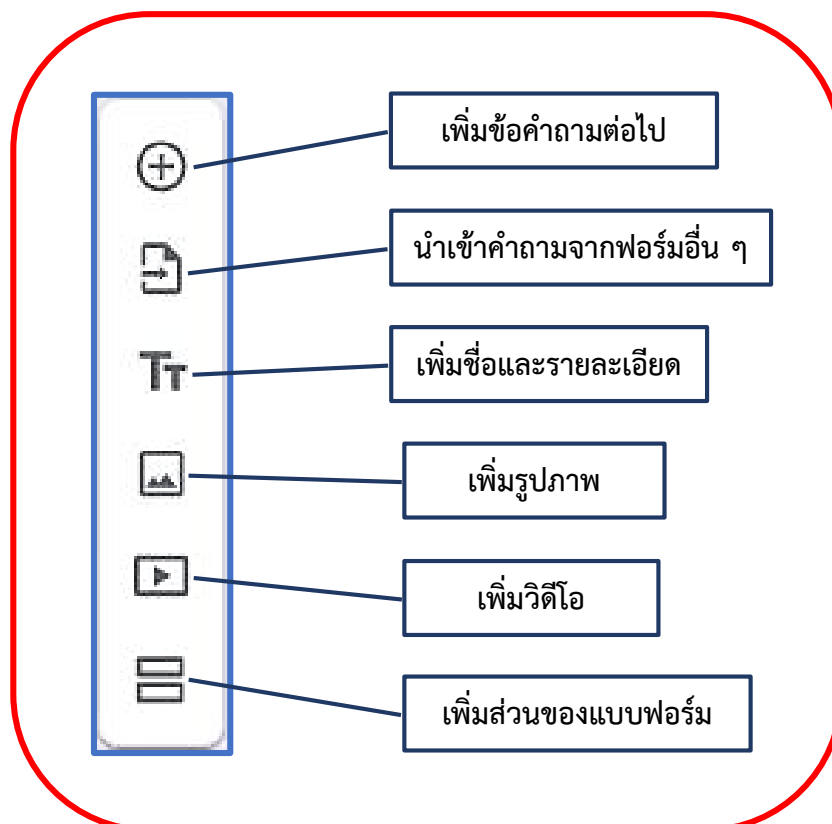 เพิ่มข้อคำถามต่อไป
นำเข้าคำถามจากฟอร์มอื่น ๆ
Tт
เพิ่มชื่อและรายละเอียด
เพิ่มรูปภาพ
เพิ่มวิดีโอ
เพิ่มส่วนของแบบฟอร์ม